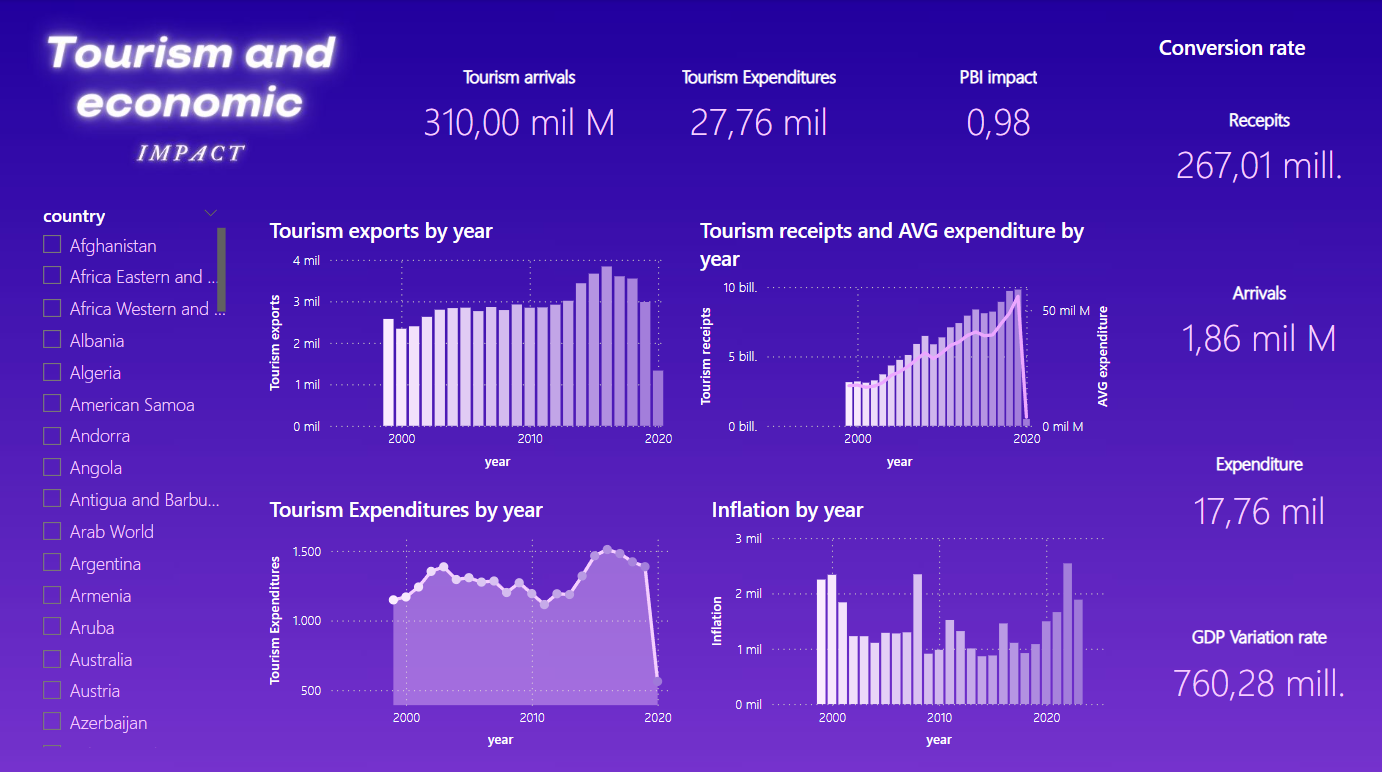 Tourism and
economic
IMPACT
Tourism arrivals
310,00 mil M
Tourism Expenditures
27,76 mil
PBI impact
0,98
Conversion rate
Recepits
267,01 mill.
Arrivals
1,86 mil M
Expenditure
17,76 mil
GDP Variation rate
760,28 mill.
country
Afghanistan
Africa Eastern and ...
Africa Western and ...
Albania
Algeria
American Samoa
Andorra
Angola
Antigua and Barbu...
Arab World
Argentina
Armenia
Aruba
Australia
Austria
Azerbaijan
Tourism exports by year
Tourism exports
4 mil
3 mil
2 mil
1 mil
0 mil
2000
2010
2020
year
Tourism receipts and AVG expenditure by
year
Tourism receipts
10 bill.
5 bill.
0 bill.
50 mil M
0 mil M
AVG expenditure
2000
2020
year
Tourism Expenditures by year
Tourism Expenditures
1.500
1.000
500
2000
2010
2020
year
Inflation by year
Inflation
3 mil
2 mil
1 mil
0 mil
2000
2010
2020
year